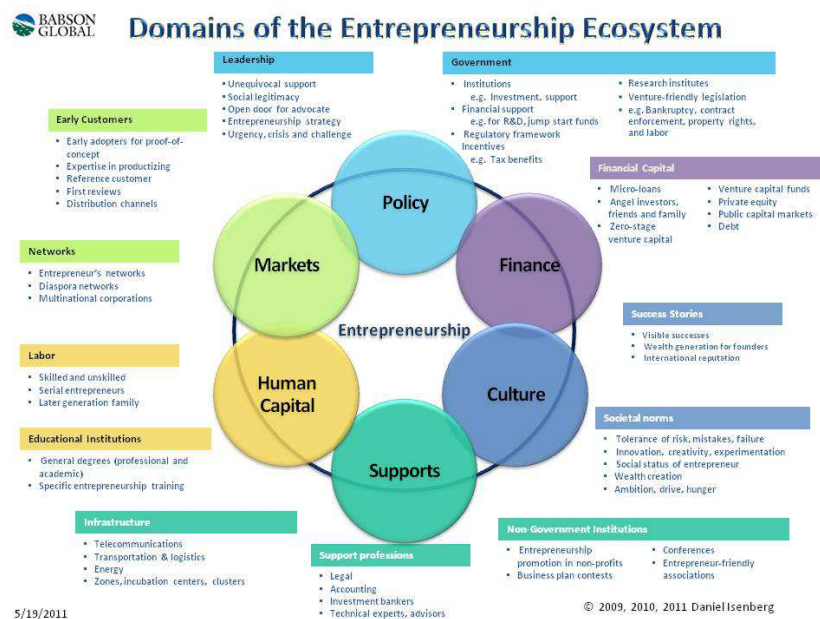 BABSON
GLOBAL
Domains of the Entrepreneurship Ecosystem
Leadership
▪ Unequivocal support
▪ Social legitimacy
▪ Open door for advocate
▪ Entrepreneurship strategy
▪ Urgency, crisis and challenge
Government
▪ Institutions
e.g. Investment, support
▪ Financial support
e.g. for R&D, jump start funds
▪ Regulatory framework
Incentives
e.g. Tax benefits
▪ Research institutes
▪ Venture-friendly legislation
▪ e.g. Bankruptcy, contract
enforcement, property rights,
and labor
Early Customers
▪ Early adopters for proof-of-
concept
▪ Expertise in productizing
▪ Reference customer
▪ First reviews
▪ Distribution channels
Financial Capital
▪ Micro-loans
▪ Angel investors,
friends and family
▪ Zero-stage
venture capital
▪ Venture capital funds
▪ Private equity
▪ Public capital markets
▪ Debt
Networks
▪ Entrepreneur's networks
▪ Diaspora networks
▪ Multinational corporations
Policy
Markets
Finance
Entrepreneurship
Human
Capital
Culture
Supports
Success Stories
▪ Visible successes
▪ Wealth generation for founders
▪ International reputation
Labor
▪ Skilled and unskilled
▪ Serial entrepreneurs
▪ Later generation family
Societal norms
▪ Tolerance of risk, mistakes, failure
▪ Innovation, creativity, experimentation
▪ Social status of entrepreneur
▪ Wealth creation
▪ Ambition, drive, hunger
Educational Institutions
▪ General degrees (professional and
academic)
▪ Specific entrepreneurship training
Infrastructure
▪ Telecommunications
▪ Transportation & logistics
▪ Energy
▪ Zones, incubation centers, clusters
Support professions
▪ Legal
▪ Accounting
▪ Investment bankers
▪ Technical experts, advisors
Non-Government Institutions
▪ Entrepreneurship
promotion in non-profits
▪ Business plan contests
▪ Conferences
▪ Entrepreneur-friendly
associations
5/19/2011
© 2009, 2010, 2011 Daniel Isenberg